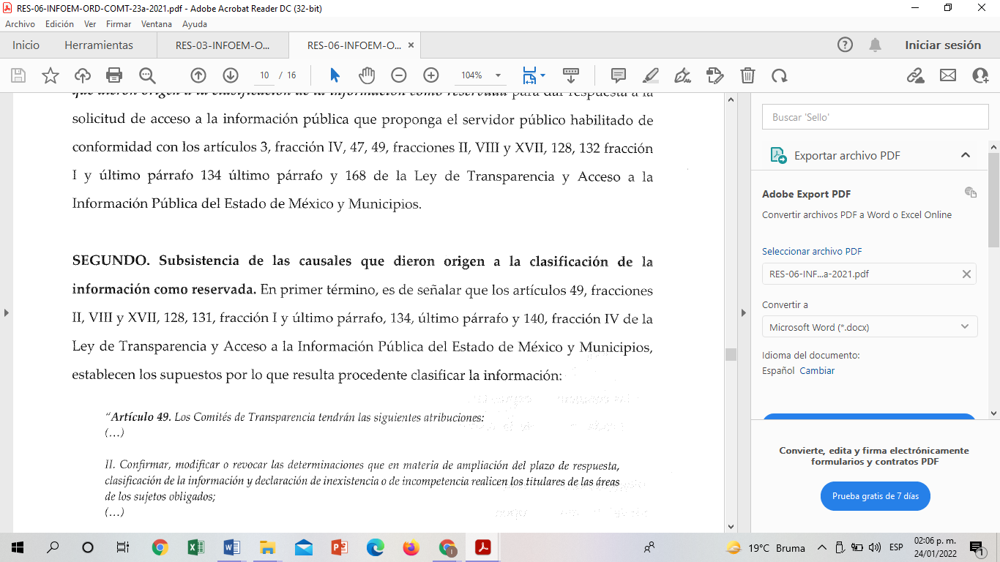 RES-06-INFOEM-ORD-COMT-23a-2021.pdf - Adobe Acrobat Reader DC (32-bit)
Archivo Edición Ver Firmar Ventana Ayuda
Inicio Herramientas RES-03-INFOEM-O... RES-06-INFOEM-O... × Iniciar sesión
10 / 16 104%
que dieron origen a la clasificación de la información como reservada para dar respuesta a la
solicitud de acceso a la información pública que proponga el servidor público habilitado de
conformidad con los artículos 3, fracción IV, 47, 49, fracciones II, VIII y XVII, 128, 132 fracción
I y último párrafo 134 último párrafo y 168 de la Ley de Transparencia y Acceso a la
Información Pública del Estado de México y Municipios.
SEGUNDO. Subsistencia de las causales que dieron origen a la clasificación de la
información como reservada. En primer término, es de señalar que los artículos 49, fracciones
II, VIII y XVII, 128, 131, fracción I y último párrafo, 134, último párrafo y 140, fracción IV de la
Ley de Transparencia y Acceso a la Información Pública del Estado de México y Municipios,
establecen los supuestos por lo que resulta procedente clasificar la información:
“Artículo 49. Los Comités de Transparencia tendrán las siguientes atribuciones:
(…)
II. Confirmar, modificar o revocar las determinaciones que en materia de ampliación del plazo de respuesta,
clasificación de la información y declaración de inexistencia o de incompetencia realicen los titulares de las áreas
de los sujetos obligados;
(…)
Buscar 'Sello'
Exportar archivo PDF
Adobe Export PDF
Convertir archivos PDF a Word o Excel Online
Seleccionar archivo PDF
RES-06-INF...a-2021.pdf
Convertir a
Microsoft Word (*.docx)
Idioma del documento:
Español Cambiar
Convierte, edita y firma electrónicamente
formularios y contratos PDF
Prueba gratis de 7 días
19°C Bruma ESP 02:06 p. m.
24/01/2022
1